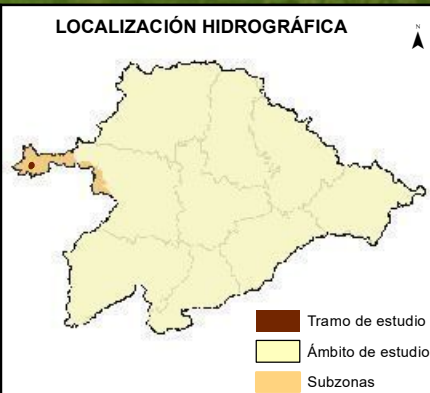 LOCALIZACIÓN HIDROGRÁFICA
N
Tramo de estudio
Ámbito de estudio
Subzonas